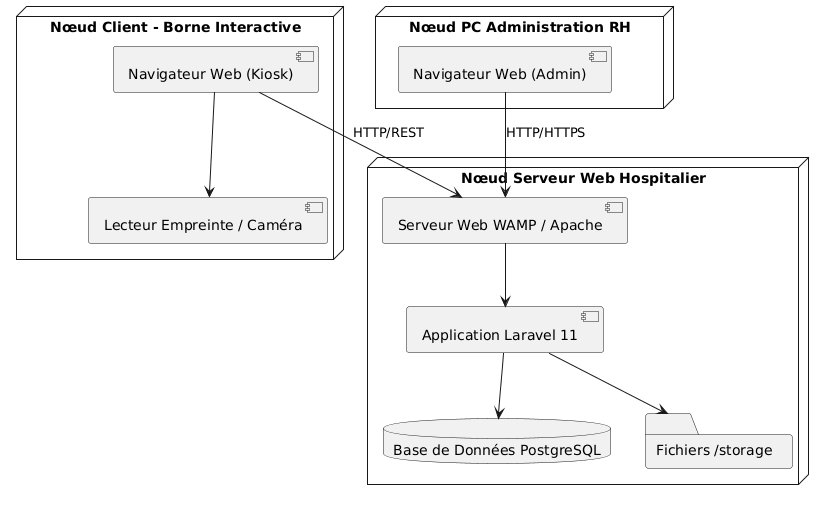 Nœud Client - Borne Interactive
Nœud PC Administration RH
Navigateur Web (Kiosk)
Navigateur Web (Admin)
HTTP/REST
HTTP/HTTPS
Nœud Serveur Web Hospitalier
Lecteur Empreinte / Caméra
Serveur Web WAMP / Apache
Application Laravel 11
Base de Données PostgreSQL
Fichiers /storage